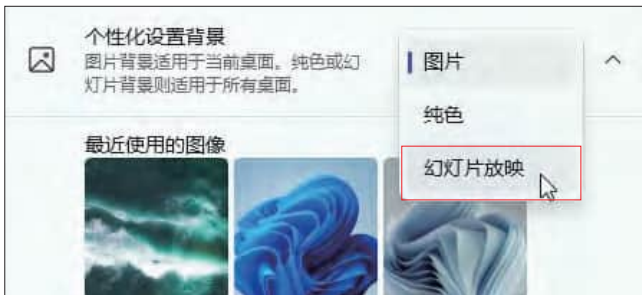 个性化设置背景
图片背景适用于当前桌面。纯色或幻
灯片背景则适用于所有桌面。
图片
纯色
幻灯片放映
最近使用的图像